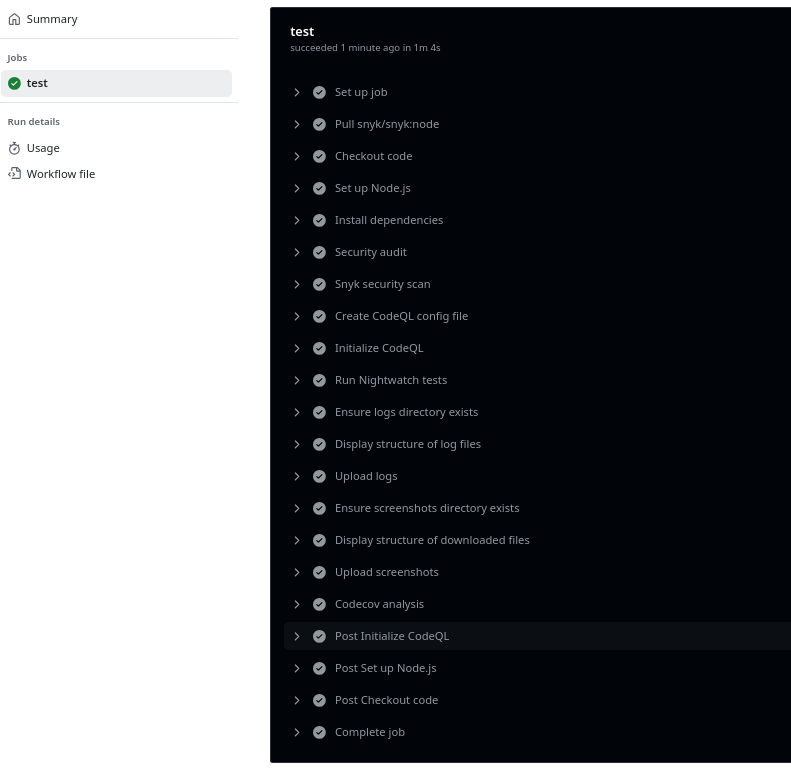 Summary
Jobs
test
Run details
Usage
Workflow file
test
succeeded 1 minute ago in 1m 4s
Set up job
Pull snyk/snyk:node
Checkout code
Set up Node.js
Install dependencies
Security audit
Snyk security scan
Create CodeQL config file
Initialize CodeQL
Run Nightwatch tests
Ensure logs directory exists
Display structure of log files
Upload logs
Ensure screenshots directory exists
Display structure of downloaded files
Upload screenshots
Codecov analysis
Post Initialize CodeQL
Post Set up Node.js
Post Checkout code
Complete job